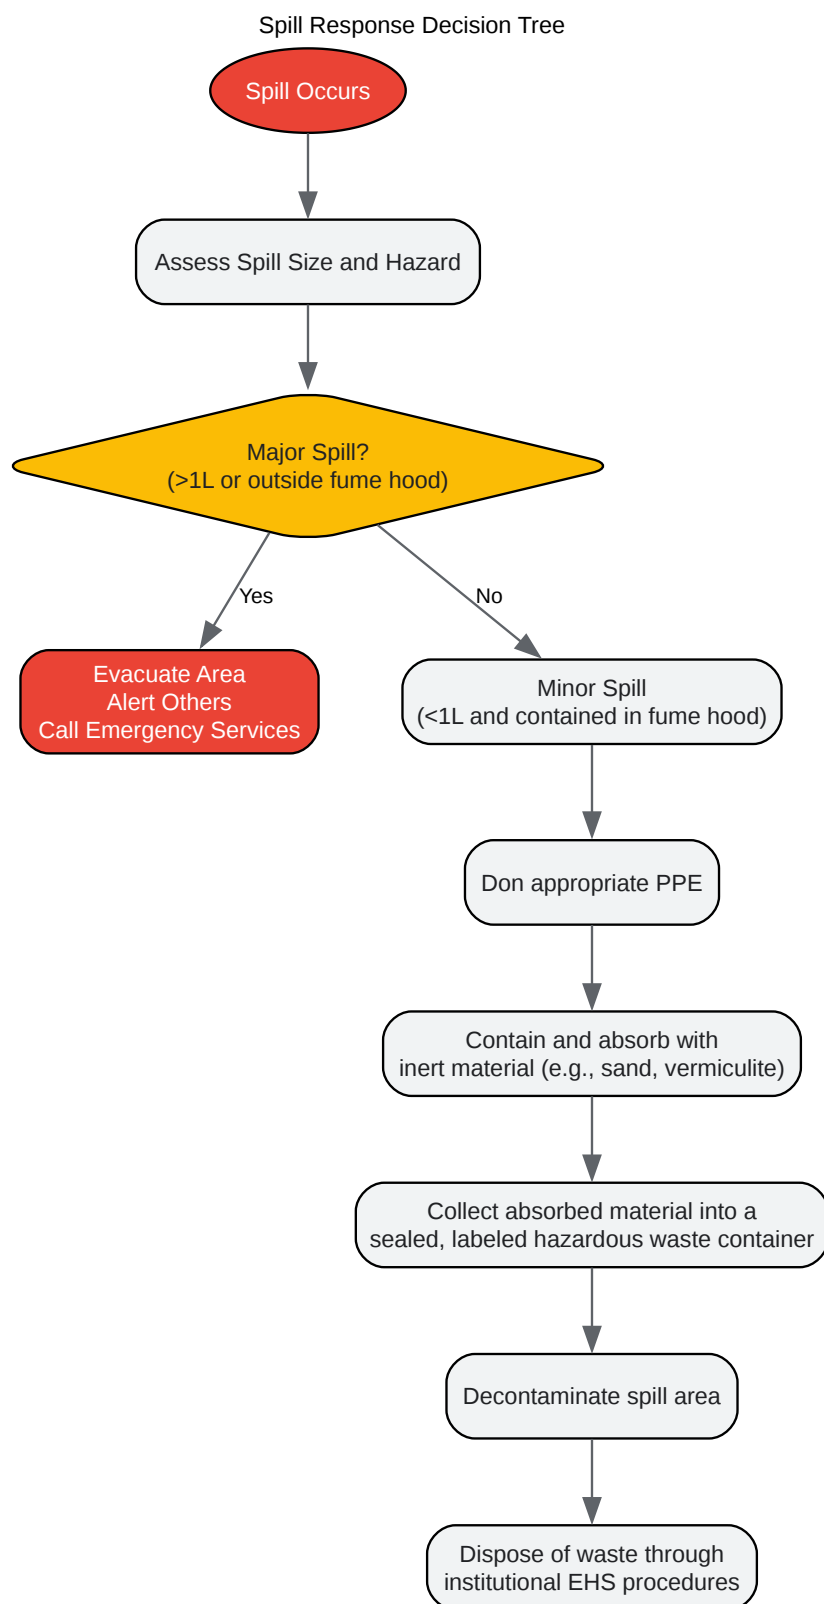 Spill Response Decision Tree
Spill Occurs
Assess Spill Size and Hazard
Major Spill?
(>1L or outside fume hood)
Yes
No
Evacuate Area
Alert Others
Call Emergency Services
Minor Spill
(<1L and contained in fume hood)
Don appropriate PPE
Contain and absorb with
inert material (e.g., sand, vermiculite)
Collect absorbed material into a
sealed, labeled hazardous waste container
Decontaminate spill area
Dispose of waste through
institutional EHS procedures